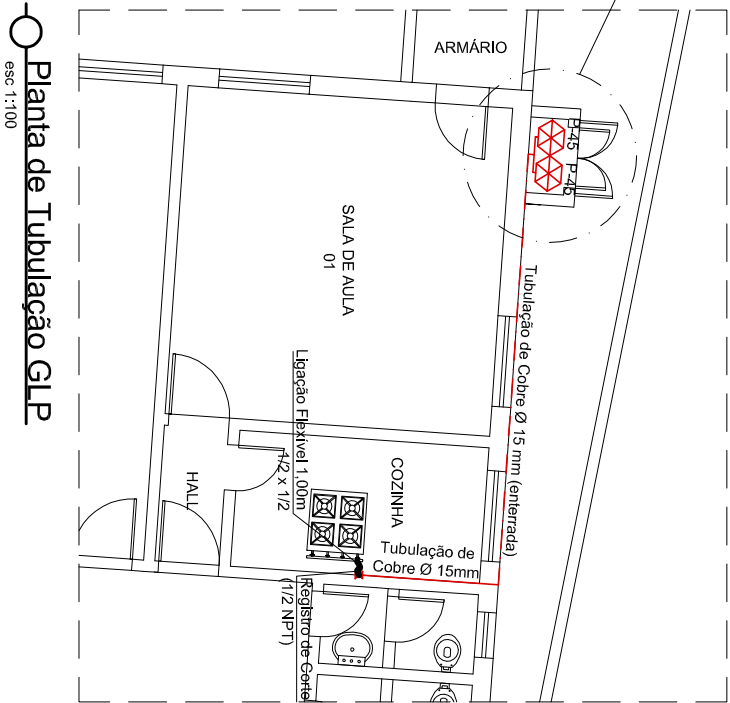 Planta de Tubulação GLP
esc 1:100
ARMÁRIO
P-45
P-45
SALA DE AULA
01
Tubulação de Cobre Ø 15 mm (enterrada)
Ligação Flexível 1,00m
1/2 x 1/2
COZINHA
HALL
Tubulação de
Cobre Ø 15mm
Registro de Corte
(1/2 NPT)